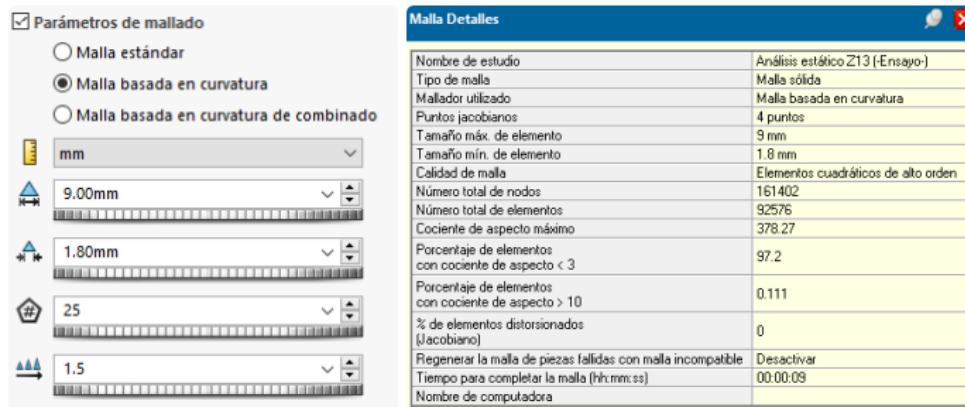 Parámetros de mallado
Malla estándar
Malla basada en curvatura
Malla basada en curvatura de combinado
mm
9.00mm
1.80mm
#
25
1.5
Malla Detalles
Nombre de estudio Análisis estático Z13 (-Ensayo-)
Tipo de malla Malla sólida
Mallador utilizado Malla basada en curvatura
Puntos jacobianos 4 puntos
Tamaño máx. de elemento 9 mm
Tamaño mín. de elemento 1.8 mm
Calidad de malla Elementos cuadráticos de alto orden
Número total de nodos 161402
Número total de elementos 92576
Cociente de aspecto máximo 378.27
Porcentaje de elementos
con cociente de aspecto < 3 97.2
Porcentaje de elementos
con cociente de aspecto > 10 0.111
% de elementos distorsionados
(Jacobiano) 0
Regenerar la malla de piezas fallidas con malla incompatible Desactivar
Tiempo para completar la malla (hh:mm:ss) 00:00:09
Nombre de computadora